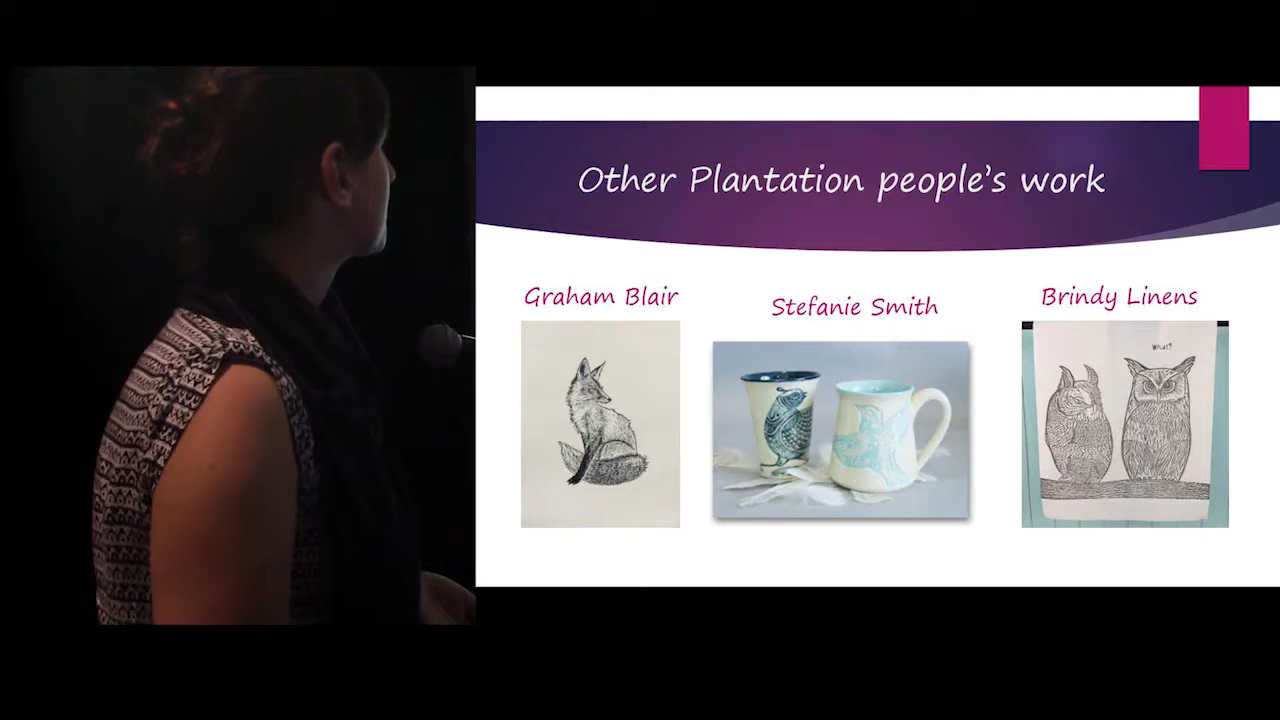 Other Plantation people's work
Graham Blair
Stefanie Smith
Brindy Linens
What?